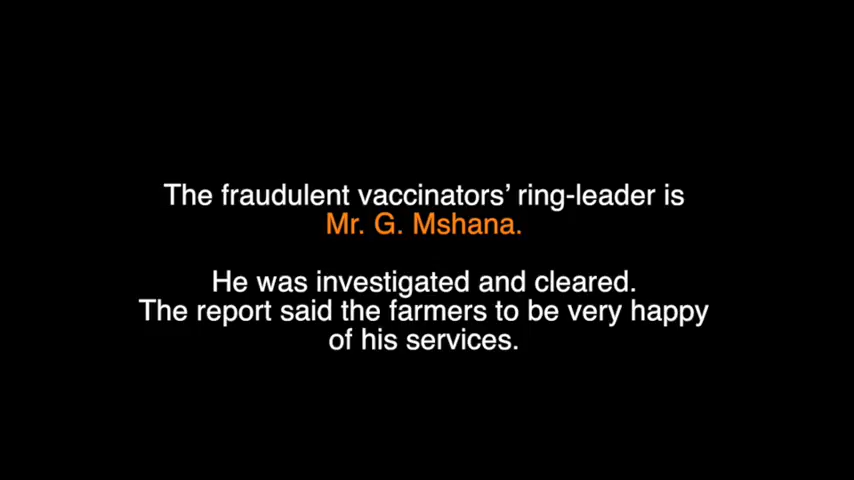 The fraudulent vaccinators’ ring-leader is
Mr. G. Mshana.
He was investigated and cleared.
The report said the farmers to be very happy
of his services.